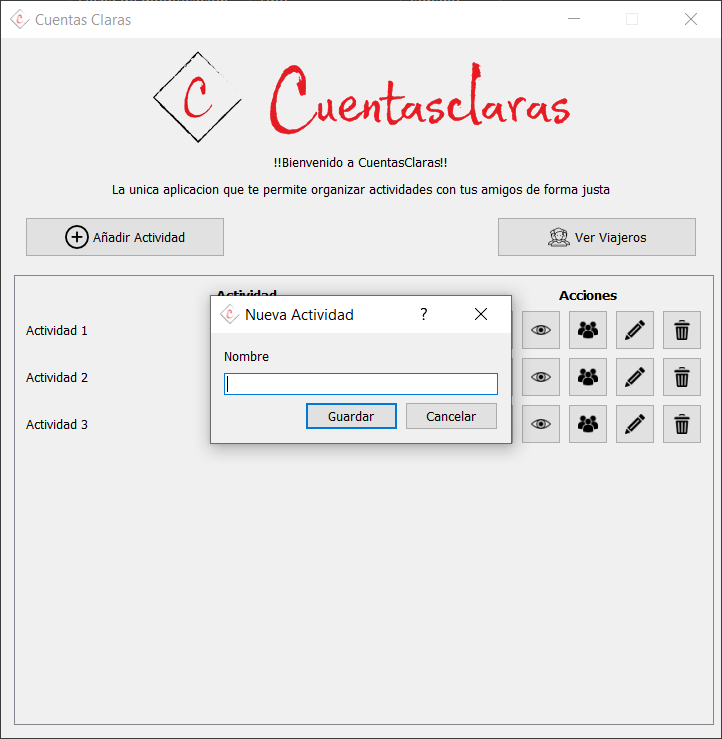 Cuentas Claras
C Cuentasclaras
!!Bienvenido a CuentasClaras!!
La unica aplicacion que te permite organizar actividades con tus amigos de forma justa
Añadir Actividad
Ver Viajeros
Actividad
Acciones
Nueva Actividad
?
Actividad 1
Nombre
Actividad 2
Guardar
Cancelar
Actividad 3